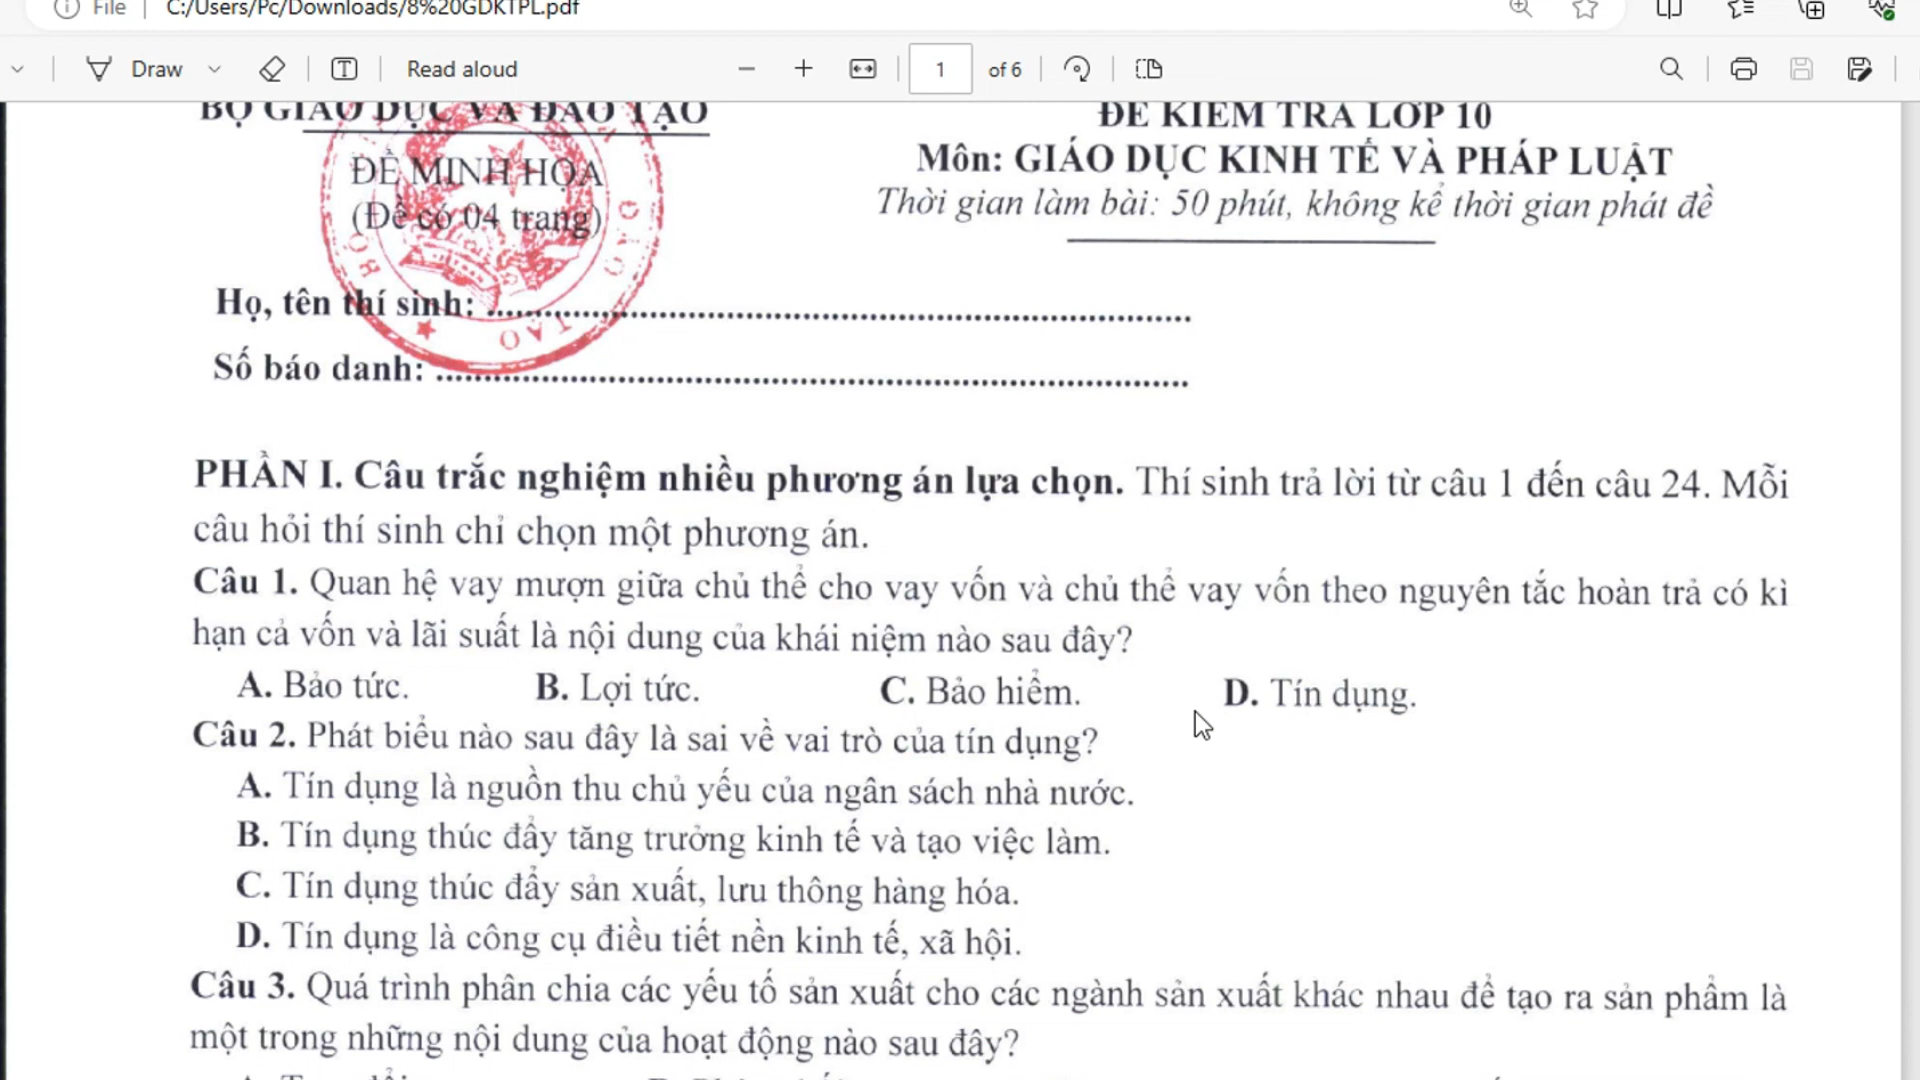 File C:/Users/Pc/Downloads/8%20GDKTPL.pdf
Draw Read aloud 1 of 6
BỘ GIÁO DỤC VÀ ĐÀO TẠO
ĐỀ MINH HỌA
(Đề có 04 trang)
ĐỀ KIỂM TRA LỚP 10
Môn: GIÁO DỤC KINH TẾ VÀ PHÁP LUẬT
Thời gian làm bài: 50 phút, không kể thời gian phát đề
Họ, tên thí sinh:
Số báo danh:
PHẦN I. Câu trắc nghiệm nhiều phương án lựa chọn. Thí sinh trả lời từ câu 1 đến câu 24. Mỗi
câu hỏi thí sinh chỉ chọn một phương án.
Câu 1. Quan hệ vay mượn giữa chủ thể cho vay vốn và chủ thể vay vốn theo nguyên tắc hoàn trả có kì
hạn cả vốn và lãi suất là nội dung của khái niệm nào sau đây?
A. Bảo tức. B. Lợi tức. C. Bảo hiểm. D. Tín dụng.
Câu 2. Phát biểu nào sau đây là sai về vai trò của tín dụng?
A. Tín dụng là nguồn thu chủ yếu của ngân sách nhà nước.
B. Tín dụng thúc đẩy tăng trưởng kinh tế và tạo việc làm.
C. Tín dụng thúc đẩy sản xuất, lưu thông hàng hóa.
D. Tín dụng là công cụ điều tiết nền kinh tế, xã hội.
Câu 3. Quá trình phân chia các yếu tố sản xuất cho các ngành sản xuất khác nhau để tạo ra sản phẩm là
một trong những nội dung của hoạt động nào sau đây?